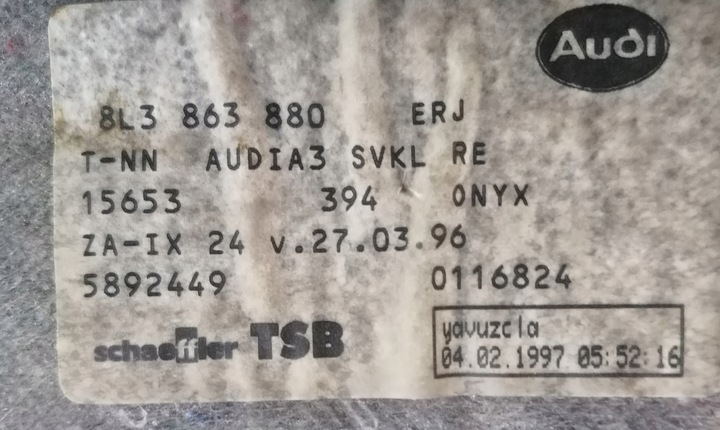 Audi
8L3 863 880 ERJ
T-NN AUDIA3 SVKL RE
15653 394 ONYX
ZA-IX 24 v.27.03.96
5892449 0116824
schaeffler TSB
yavuzcla
04.02.1997 05:52:16